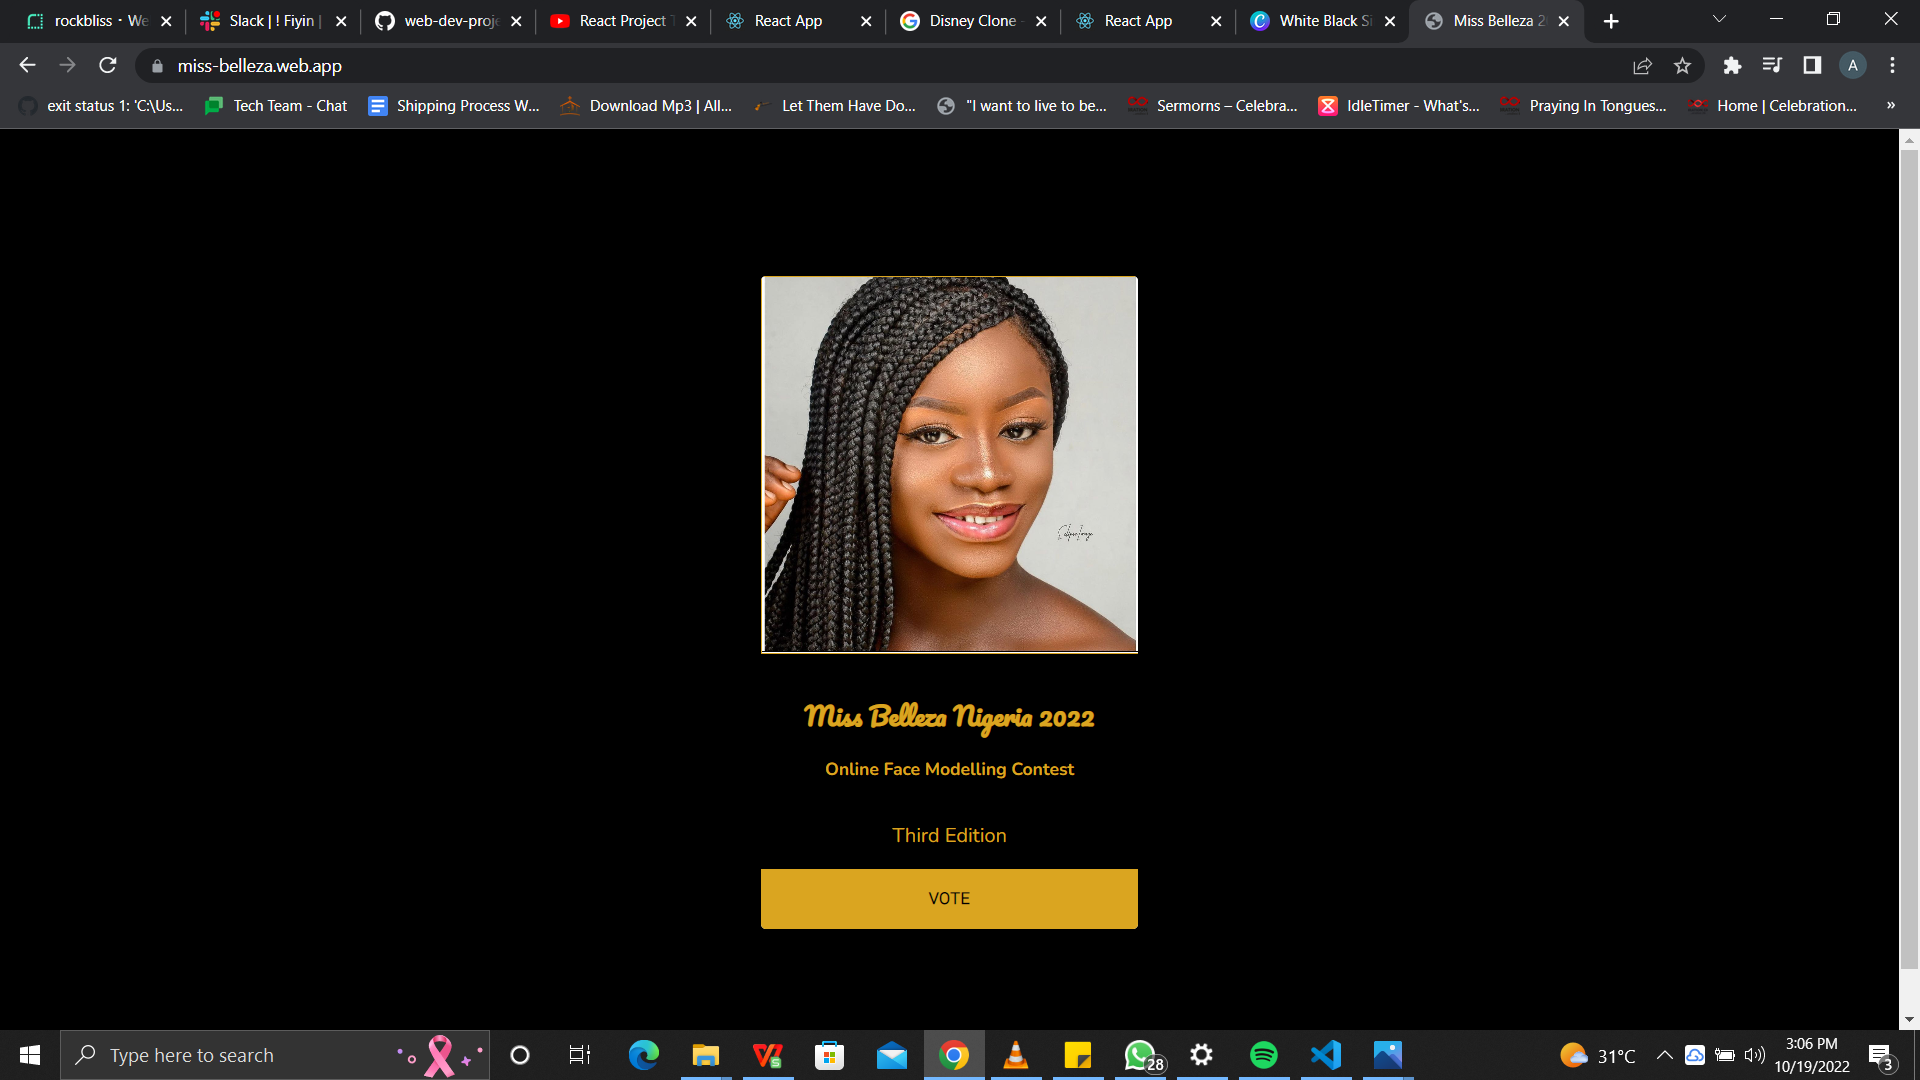 rockbliss · We
Slack | ! Fiyin |
web-dev-proje
React Project T
React App
Disney Clone -
React App
White Black Si
Miss Belleza 2
miss-belleza.web.app
A
exit status 1: 'C:\Us...
Tech Team - Chat
Shipping Process W...
Download Mp3 | All...
Let Them Have Do...
"I want to live to be...
Sermorns – Celebra...
IdleTimer - What's...
Praying In Tongues...
Home | Celebration...
»
Miss Belleza Nigeria 2022
Online Face Modelling Contest
Third Edition
VOTE
Type here to search
28
31°C
3:06 PM
10/19/2022
3